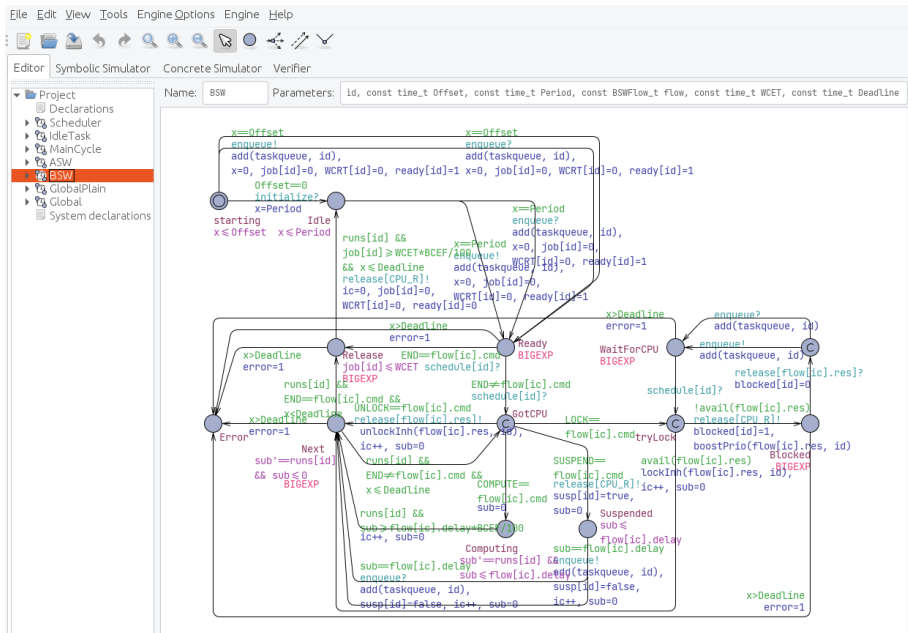 File Edit View Tools Engine Options Engine Help
Editor Symbolic Simulator Concrete Simulator Verifier
Project
Declarations
Scheduler
IdleTask
MainCycle
ASW
BSW
GlobalPlain
Global
System declarations
Name: BSW Parameters: id, const time_t Offset, const time_t Period, const BSWFlow_t flow, const time_t WCET, const time_t Deadline
x==Offset
enqueue!
add(taskqueue, id),
x=0, job[id]=0, WCRT[id]=0, ready[id]=1
x==Offset
enqueue?
add(taskqueue, id),
x=0, job[id]=0, WCRT[id]=0, ready[id]=1
Offset==0
initialize?
x=Period
starting
x≤Offset
Idle
x≤Period
x==Period
enqueue?
add(taskqueue, id),
x=0, job[id]=0,
WCRT[id]=0, ready[id]=1
x==Period
enqueue!
add(taskqueue, id),
x=0, job[id]=0,
WCRT[id]=0, ready[id]=1
runs[id] &&
job[id]≥WCET*BCEF/100
&& x≤Deadline
release[CPU_R]!
ic=0, job[id]=0,
WCRT[id]=0, ready[id]=0
x>Deadline
error=1
x>Deadline
error=1
x>Deadline
error=1
enqueue?
add(taskqueue, id)
enqueue!
add(taskqueue, id)
Release
job[id]≤WCET
BIGEXP
END==flow[ic].cmd
schedule[id]?
Ready
BIGEXP
WaitForCPU
BIGEXP
C
release[flow[ic].res]?
blocked[id]=0
runs[id] &&
END==flow[ic].cmd &&
x≤Deadline
END≠flow[ic].cmd
schedule[id]?
schedule[id]?
UNLOCK==flow[ic].cmd
release[flow[ic].res]!
unlockInh(flow[ic].res, id),
ic++, sub=0
C
GotCPU
LOCK==
flow[ic].cmd
C
tryLock
!avail(flow[ic].res)
release[CPU_R]!
blocked[id]=1,
boostPrio(flow[ic].res, id)
Error
x>Deadline
error=1
Next
sub'==runs[id]
&& sub≤0
BIGEXP
runs[id] &&
END≠flow[ic].cmd &&
x≤Deadline
SUSPEND==
flow[ic].cmd
release[CPU_R]!
susp[id]=true,
sub=0
avail(flow[ic].res)
lockInh(flow[ic].res, id),
ic++, sub=0
Blocked
BIGEXP
COMPUTE==
flow[ic].cmd
sub=0
runs[id] &&
sub≥flow[ic].delay*BCEF/100
ic++, sub=0
Suspended
sub≤
flow[ic].delay
Computing
sub'==runs[id] &&
sub≤flow[ic].delay
sub==flow[ic].delay
enqueue?
add(taskqueue, id),
susp[id]=false, ic++, sub=0
sub==flow[ic].delay
enqueue!
add(taskqueue, id),
susp[id]=false,
ic++, sub=0
x>Deadline
error=1